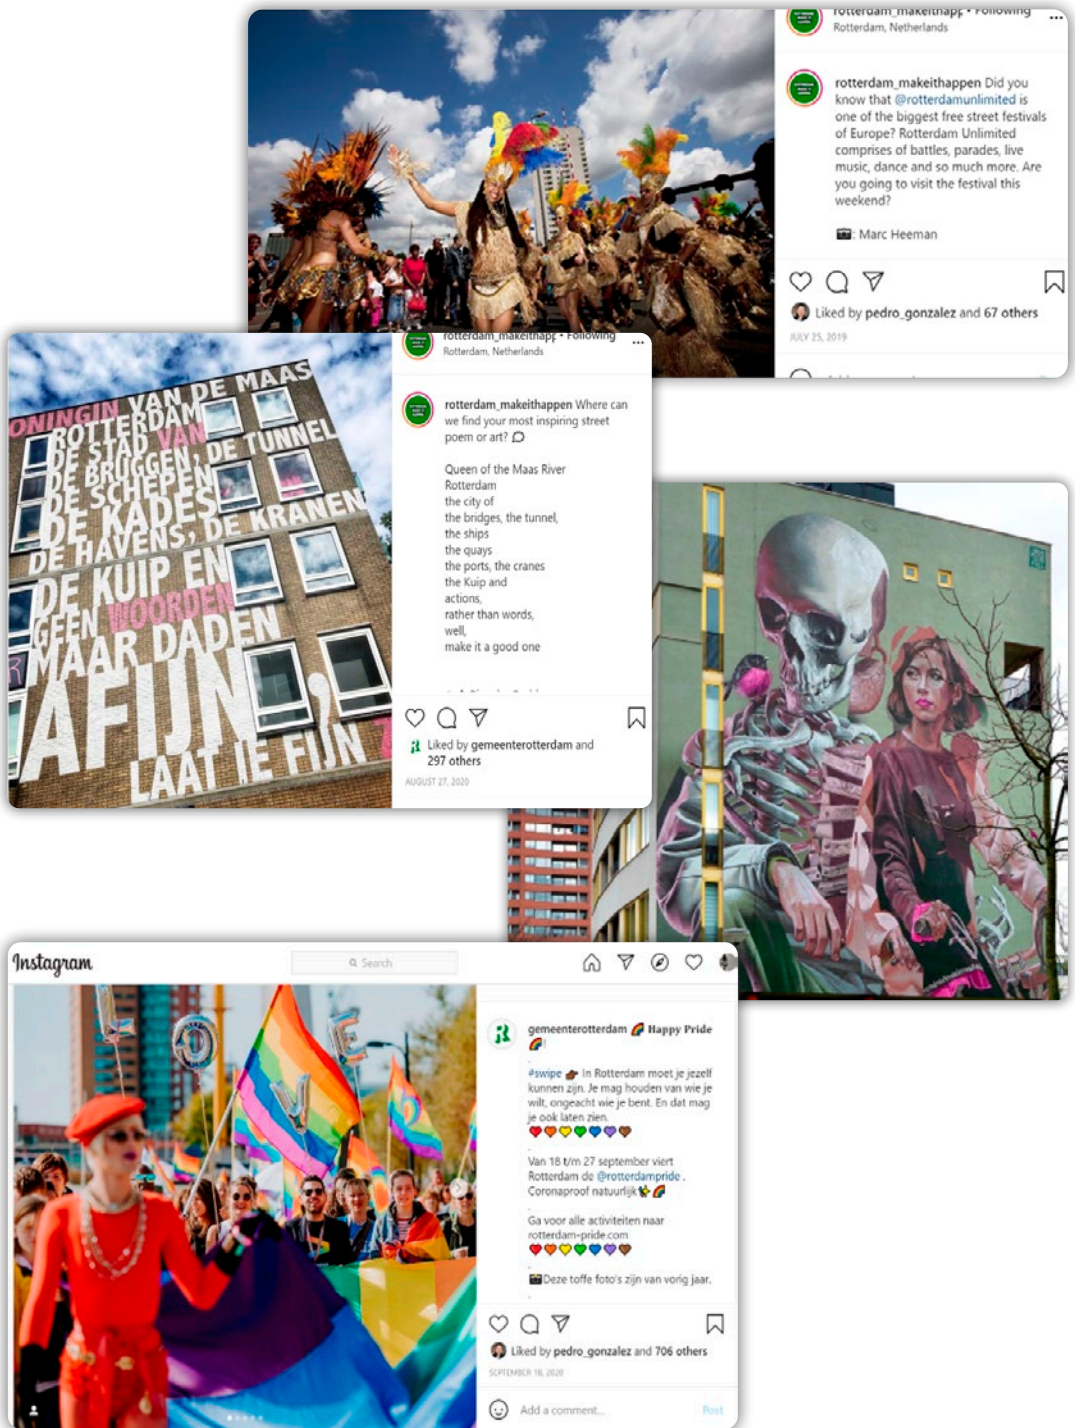 rotterdam_makeithapp • Following
Rotterdam, Netherlands
rotterdam_makeithappen Did you
know that @rotterdamunlimited is
one of the biggest free street festivals
of Europe? Rotterdam Unlimited
comprises of battles, parades, live
music, dance and so much more. Are
you going to visit the festival this
weekend?
: Marc Heeman
Liked by pedro_gonzalez and 67 others
JULY 25, 2019
ONINGIN VAN DE MAAS
ROTTERDAM
DE STAD VAN
DE BRUGGEN, DE TUNNEL
DE SCHEPEN
DE KADES
DE HAVENS, DE KRANEN
DE KUIP EN
GEEN WOORDEN
MAAR DADEN
AFIJN,
LAAT JE FIJN
rotterdam_makeithapp • Following
Rotterdam, Netherlands
rotterdam_makeithappen Where can
we find your most inspiring street
poem or art?
Queen of the Maas River
Rotterdam
the city of
the bridges, the tunnel,
the ships
the quays
the ports, the cranes
the Kuip and
actions,
rather than words,
well,
make it a good one
Liked by gemeenterotterdam and
297 others
AUGUST 27, 2020
Instagram
Search
L O V E
gemeenterotterdam 🌈 Happy Pride
🌈!
.
#swipe In Rotterdam moet je jezelf
kunnen zijn. Je mag houden van wie je
wilt, ongeacht wie je bent. En dat mag
je ook laten zien.
.
Van 18 t/m 27 september viert
Rotterdam de @rotterdampride .
Coronaproof natuurlijk
.
Ga voor alle activiteiten naar
rotterdam-pride.com
.
Deze toffe foto's zijn van vorig jaar.
.
Liked by pedro_gonzalez and 706 others
SEPTEMBER 18, 2020
Add a comment...
Post